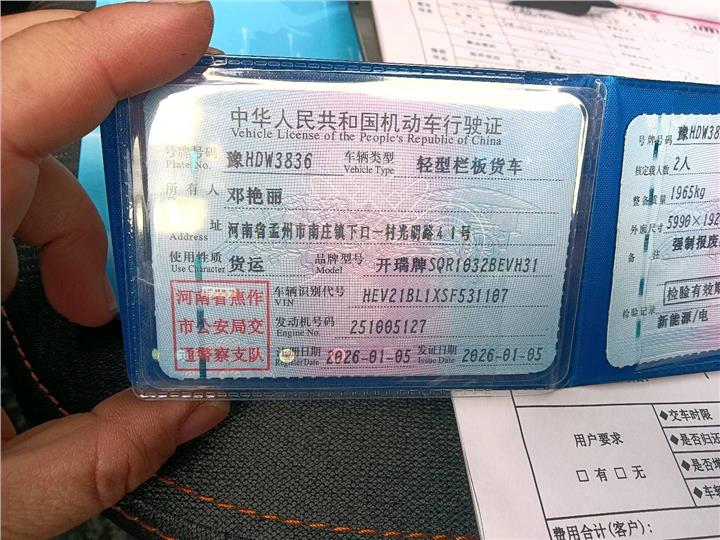 中华人民共和国机动车行驶证
Vehicle License of the People's Republic of China
号牌号码 豫HDW3836 车辆类型 轻型栏板货车
Plate No. Vehicle Type
所有人 邓艳丽
址 河南省孟州市南庄镇下口一村光明路41号
Address
使用性质 货运 品牌型号 开瑞牌SQR1032BEVH31
Use Character Model
河南省焦作
市公安局交
通警察支队
车辆识别代号 HEV21BL1XSF531107
VIN
发动机号码 251005127
Engine No.
注册日期 2026-01-05 发证日期 2026-01-05
Register Date Issue Date
号牌号码 豫HDW38
核定载人数 2人
整备质量 1965kg
外廓尺寸 5990×192
备注 强制报废
检验有效期
检验记录
新能源/电
用户要求
□有□无
◆交车时限
◆是否归还
◆是否增
◆车辆
费用合计(客户):